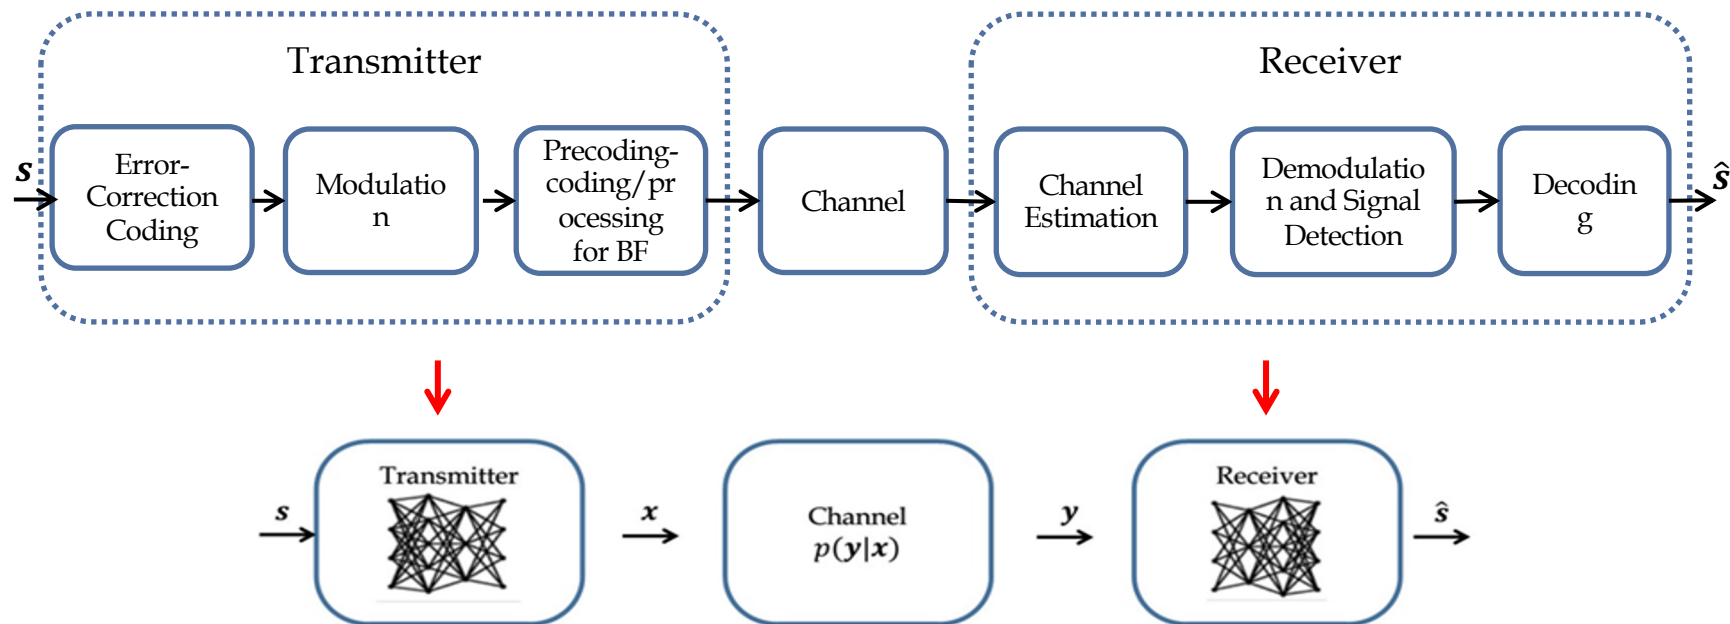 Transmitter
Receiver
s
Error-
Correction
Coding
Modulatio
n
Precoding-
coding/pr
ocessing
for BF
Channel
Channel
Estimation
Demodulatio
n and Signal
Detection
Decodin
g
ŝ
s
Transmitter
x
Channel
p(y|x)
y
Receiver
ŝ